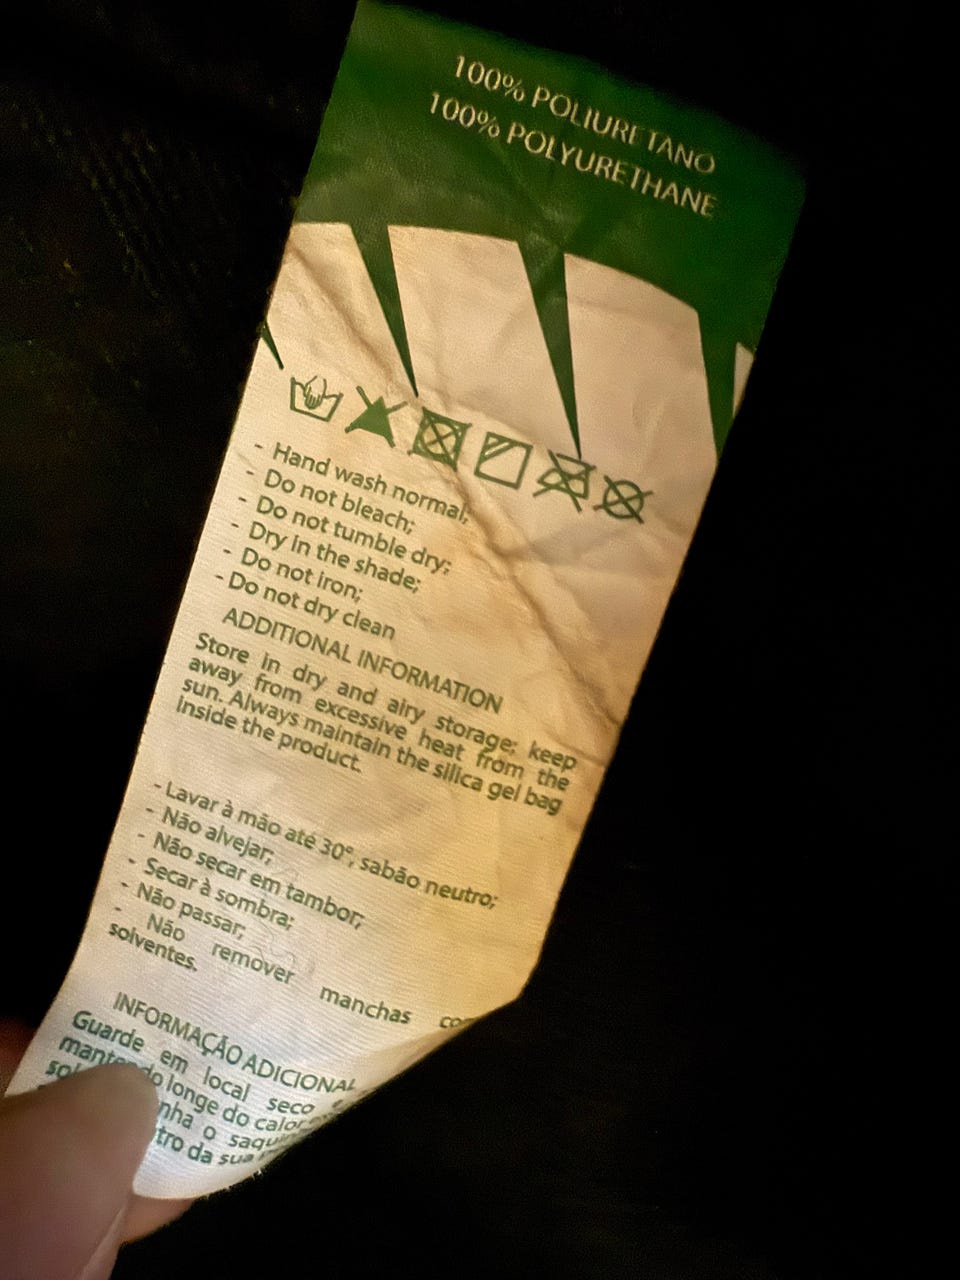 100% POLIURETANO
100% POLYURETHANE
- Hand wash normal;
- Do not bleach;
- Do not tumble dry;
- Dry in the shade;
- Do not iron;
- Do not dry clean
ADDITIONAL INFORMATION
Store in dry and airy storage; keep
away from excessive heat from the
sun. Always maintain the silica gel bag
inside the product.
- Lavar à mão até 30º, sabão neutro;
- Não alvejar;
- Não secar em tambor;
- Secar à sombra;
- Não passar;
- Não remover manchas
solventes.
INFORMAÇÃO ADICIONAL
Guarde em local seco
longe do calor
o
da sua